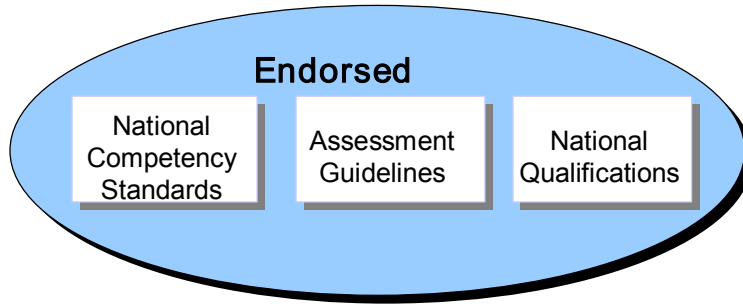 Endorsed
National
Competency
Standards
Assessment
Guidelines
National
Qualifications